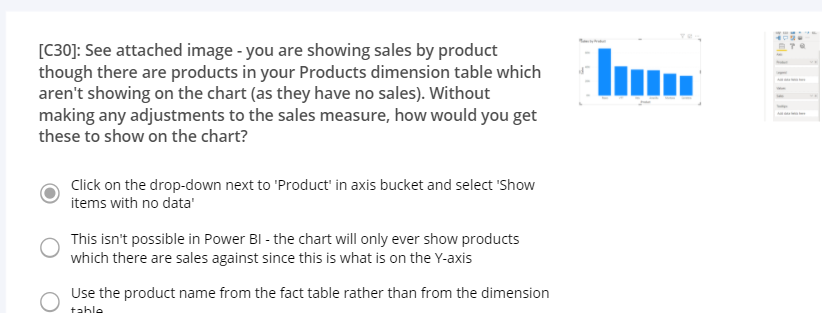 [C30]: See attached image - you are showing sales by product
though there are products in your Products dimension table which
aren't showing on the chart (as they have no sales). Without
making any adjustments to the sales measure, how would you get
these to show on the chart?
Click on the drop-down next to 'Product' in axis bucket and select 'Show
items with no data'
This isn't possible in Power BI - the chart will only ever show products
which there are sales against since this is what is on the Y-axis
Use the product name from the fact table rather than from the dimension
table